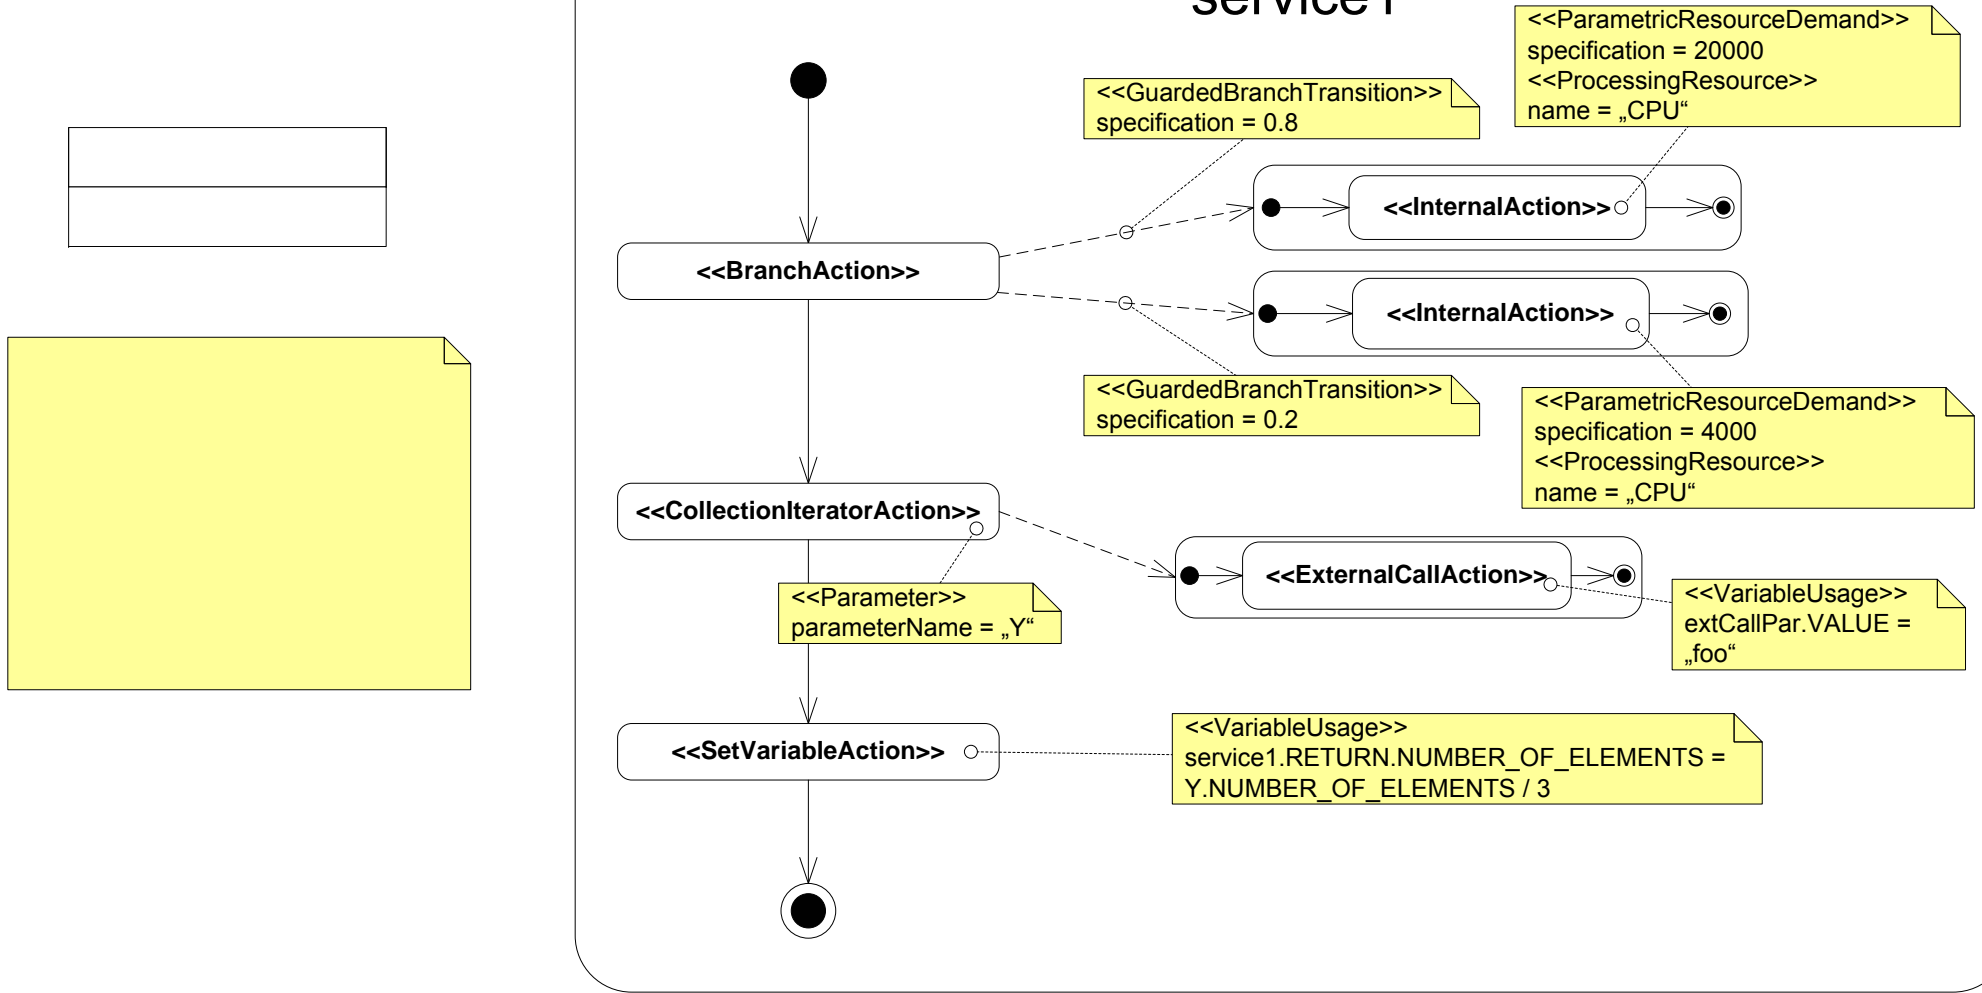 service1
<<ParametricResourceDemand>>
specification = 20000
<<ProcessingResource>>
name = „CPU“
<<GuardedBranchTransition>>
specification = 0.8
<<InternalAction>>
<<BranchAction>>
<<InternalAction>>
<<GuardedBranchTransition>>
specification = 0.2
<<ParametricResourceDemand>>
specification = 4000
<<ProcessingResource>>
name = „CPU“
<<CollectionIteratorAction>>
<<ExternalCallAction>>
<<Parameter>>
parameterName = „Y“
<<VariableUsage>>
extCallPar.VALUE =
„foo“
<<SetVariableAction>>
<<VariableUsage>>
service1.RETURN.NUMBER_OF_ELEMENTS =
Y.NUMBER_OF_ELEMENTS / 3